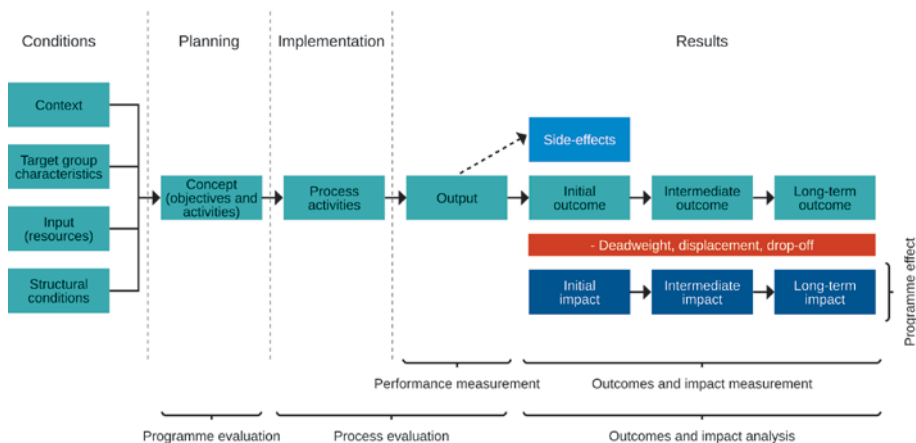 Conditions
Planning
Implementation
Results
Context
Target group
characteristics
Input
(resources)
Structural
conditions
Concept
(objectives and
activities)
Process
activities
Output
Side-effects
Initial
outcome
Intermediate
outcome
Long-term
outcome
- Deadweight, displacement, drop-off
Initial
impact
Intermediate
impact
Long-term
impact
Programme effect
Performance measurement
Outcomes and impact measurement
Programme evaluation
Process evaluation
Outcomes and impact analysis